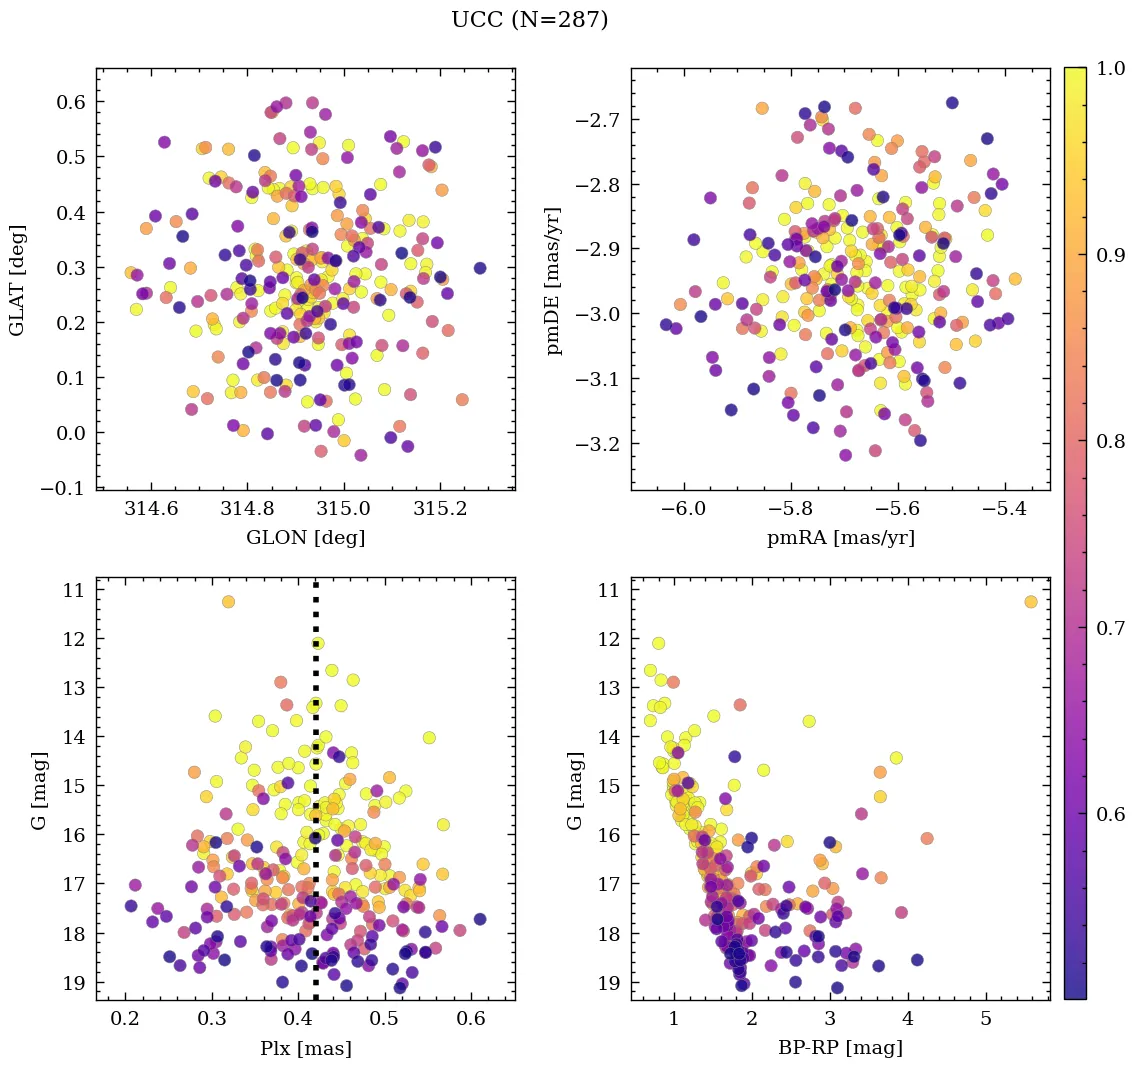 UCC (N=287)
0.6
0.5
0.4
0.3
0.2
0.1
0.0
−0.1
GLAT [deg]
314.6 314.8 315.0 315.2
GLON [deg]
−2.7
−2.8
−2.9
−3.0
−3.1
−3.2
pmDE [mas/yr]
−6.0 −5.8 −5.6 −5.4
pmRA [mas/yr]
11
12
13
14
15
16
17
18
19
G [mag]
0.2 0.3 0.4 0.5 0.6
Plx [mas]
11
12
13
14
15
16
17
18
19
G [mag]
1 2 3 4 5
BP-RP [mag]
1.0
0.9
0.8
0.7
0.6